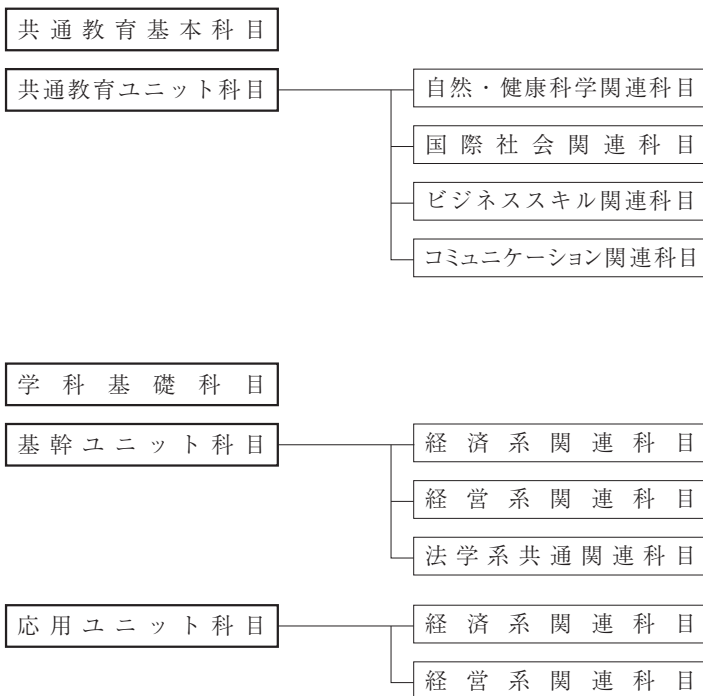 共通教育基本科目
共通教育ユニット科目
自然・健康科学関連科目
国際社会関連科目
ビジネススキル関連科目
コミュニケーション関連科目
学科基礎科目
基幹ユニット科目
経済系関連科目
経営系関連科目
法学系共通関連科目
応用ユニット科目
経済系関連科目
経営系関連科目